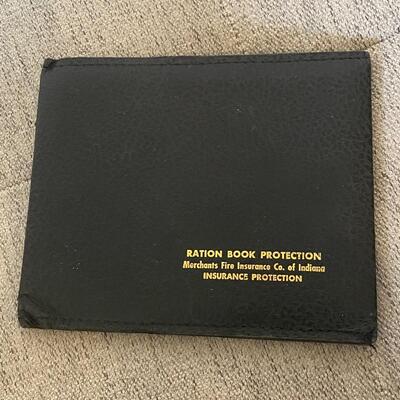 RATION BOOK PROTECTION
Merchants Fire Insurance Co. of Indiana
INSURANCE PROTECTION